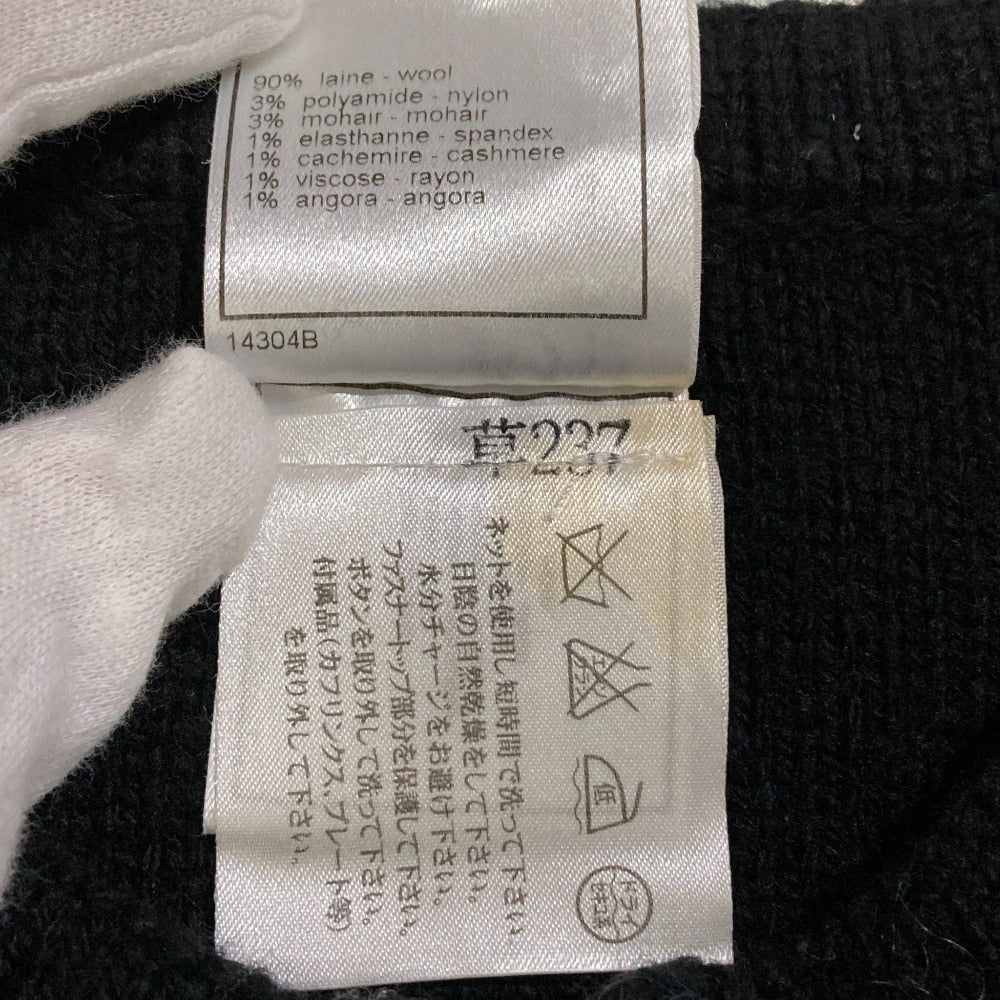 90% laine - wool
3% polyamide - nylon
3% mohair - mohair
1% elasthanne - spandex
1% cachemire - cashmere
1% viscose - rayon
1% angora - angora
14304B
草237
ネットを使用し短時間で洗って下さい。
日陰の自然乾燥をして下さい。
水分チャージをお避け下さい。
ファスナートップ部分を保護して下さい。
ボタンを取り外して洗って下さい。
付属品(カフリンクス、プレート等)
を取り外して下さい。
低
ドライ